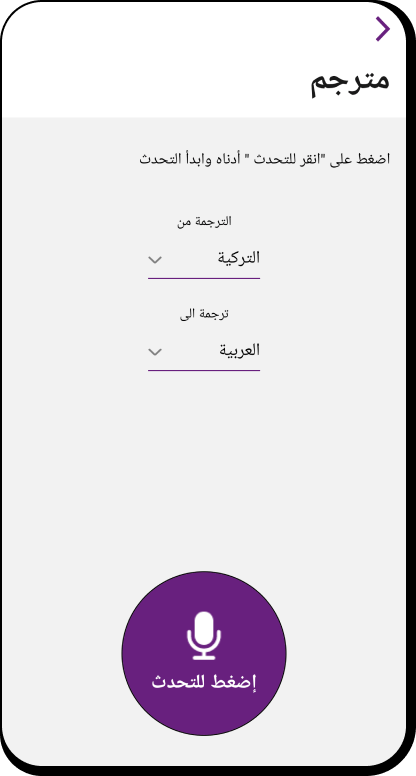 مترجم
اضغط على "انقر للتحدث " أدناه وابدأ التحدث
الترجمة من
التركية
ترجمة الى
العربية
إضغط للتحدث